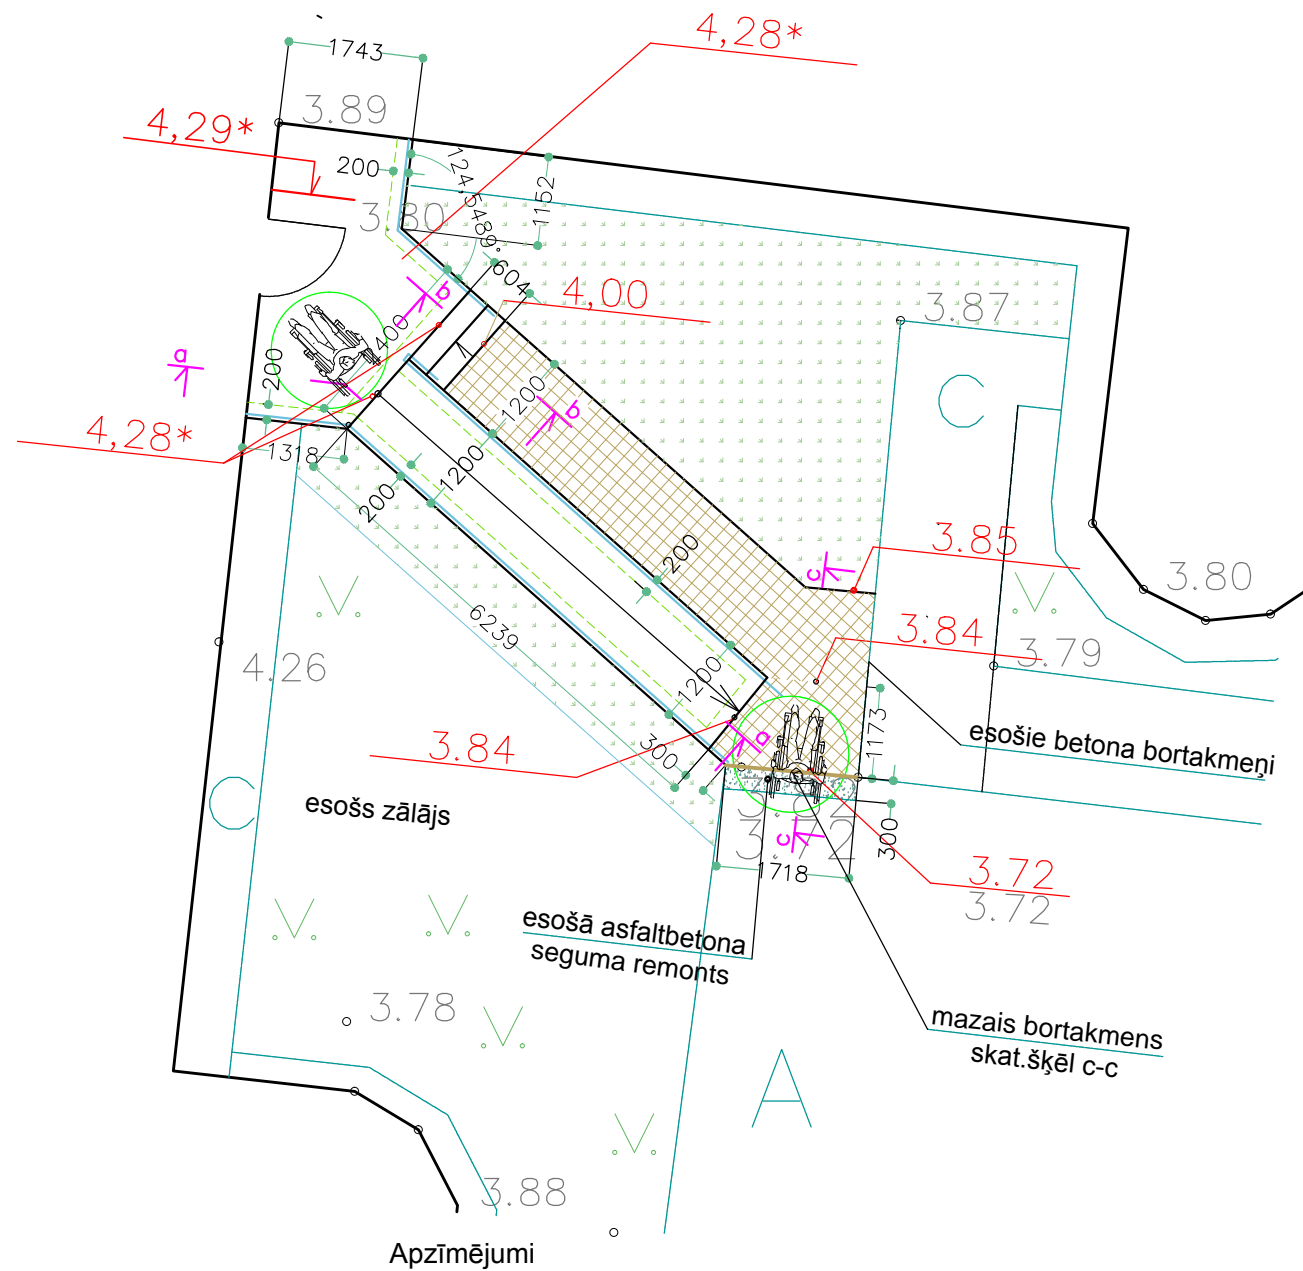 4,28*
1743
3.89
4,29*
200
1152
3.80
604
4,00
3.87
a
b
400
200
1200
b
4,28*
1318
200
1200
c
3.85
3.80
200
3.84
3.79
6239
4.26
1200
1173
esošie betona bortakmeņi
3.84
a
300
esošs zālājs
3.72
c
300
1718
3.72
3.72
esošā asfaltbetona
seguma remonts
3.78
mazais bortakmens
skat.šķēl c-c
A
3.88
Apzīmējumi